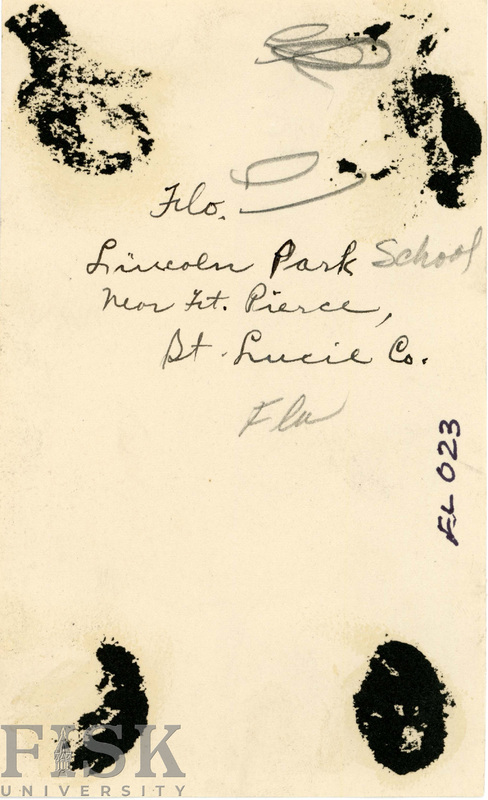 Flo.
Lincoln Park School
Near Ft. Pierce,
St. Lucie Co.
Fla
FL 023
FISK
UNIVERSITY